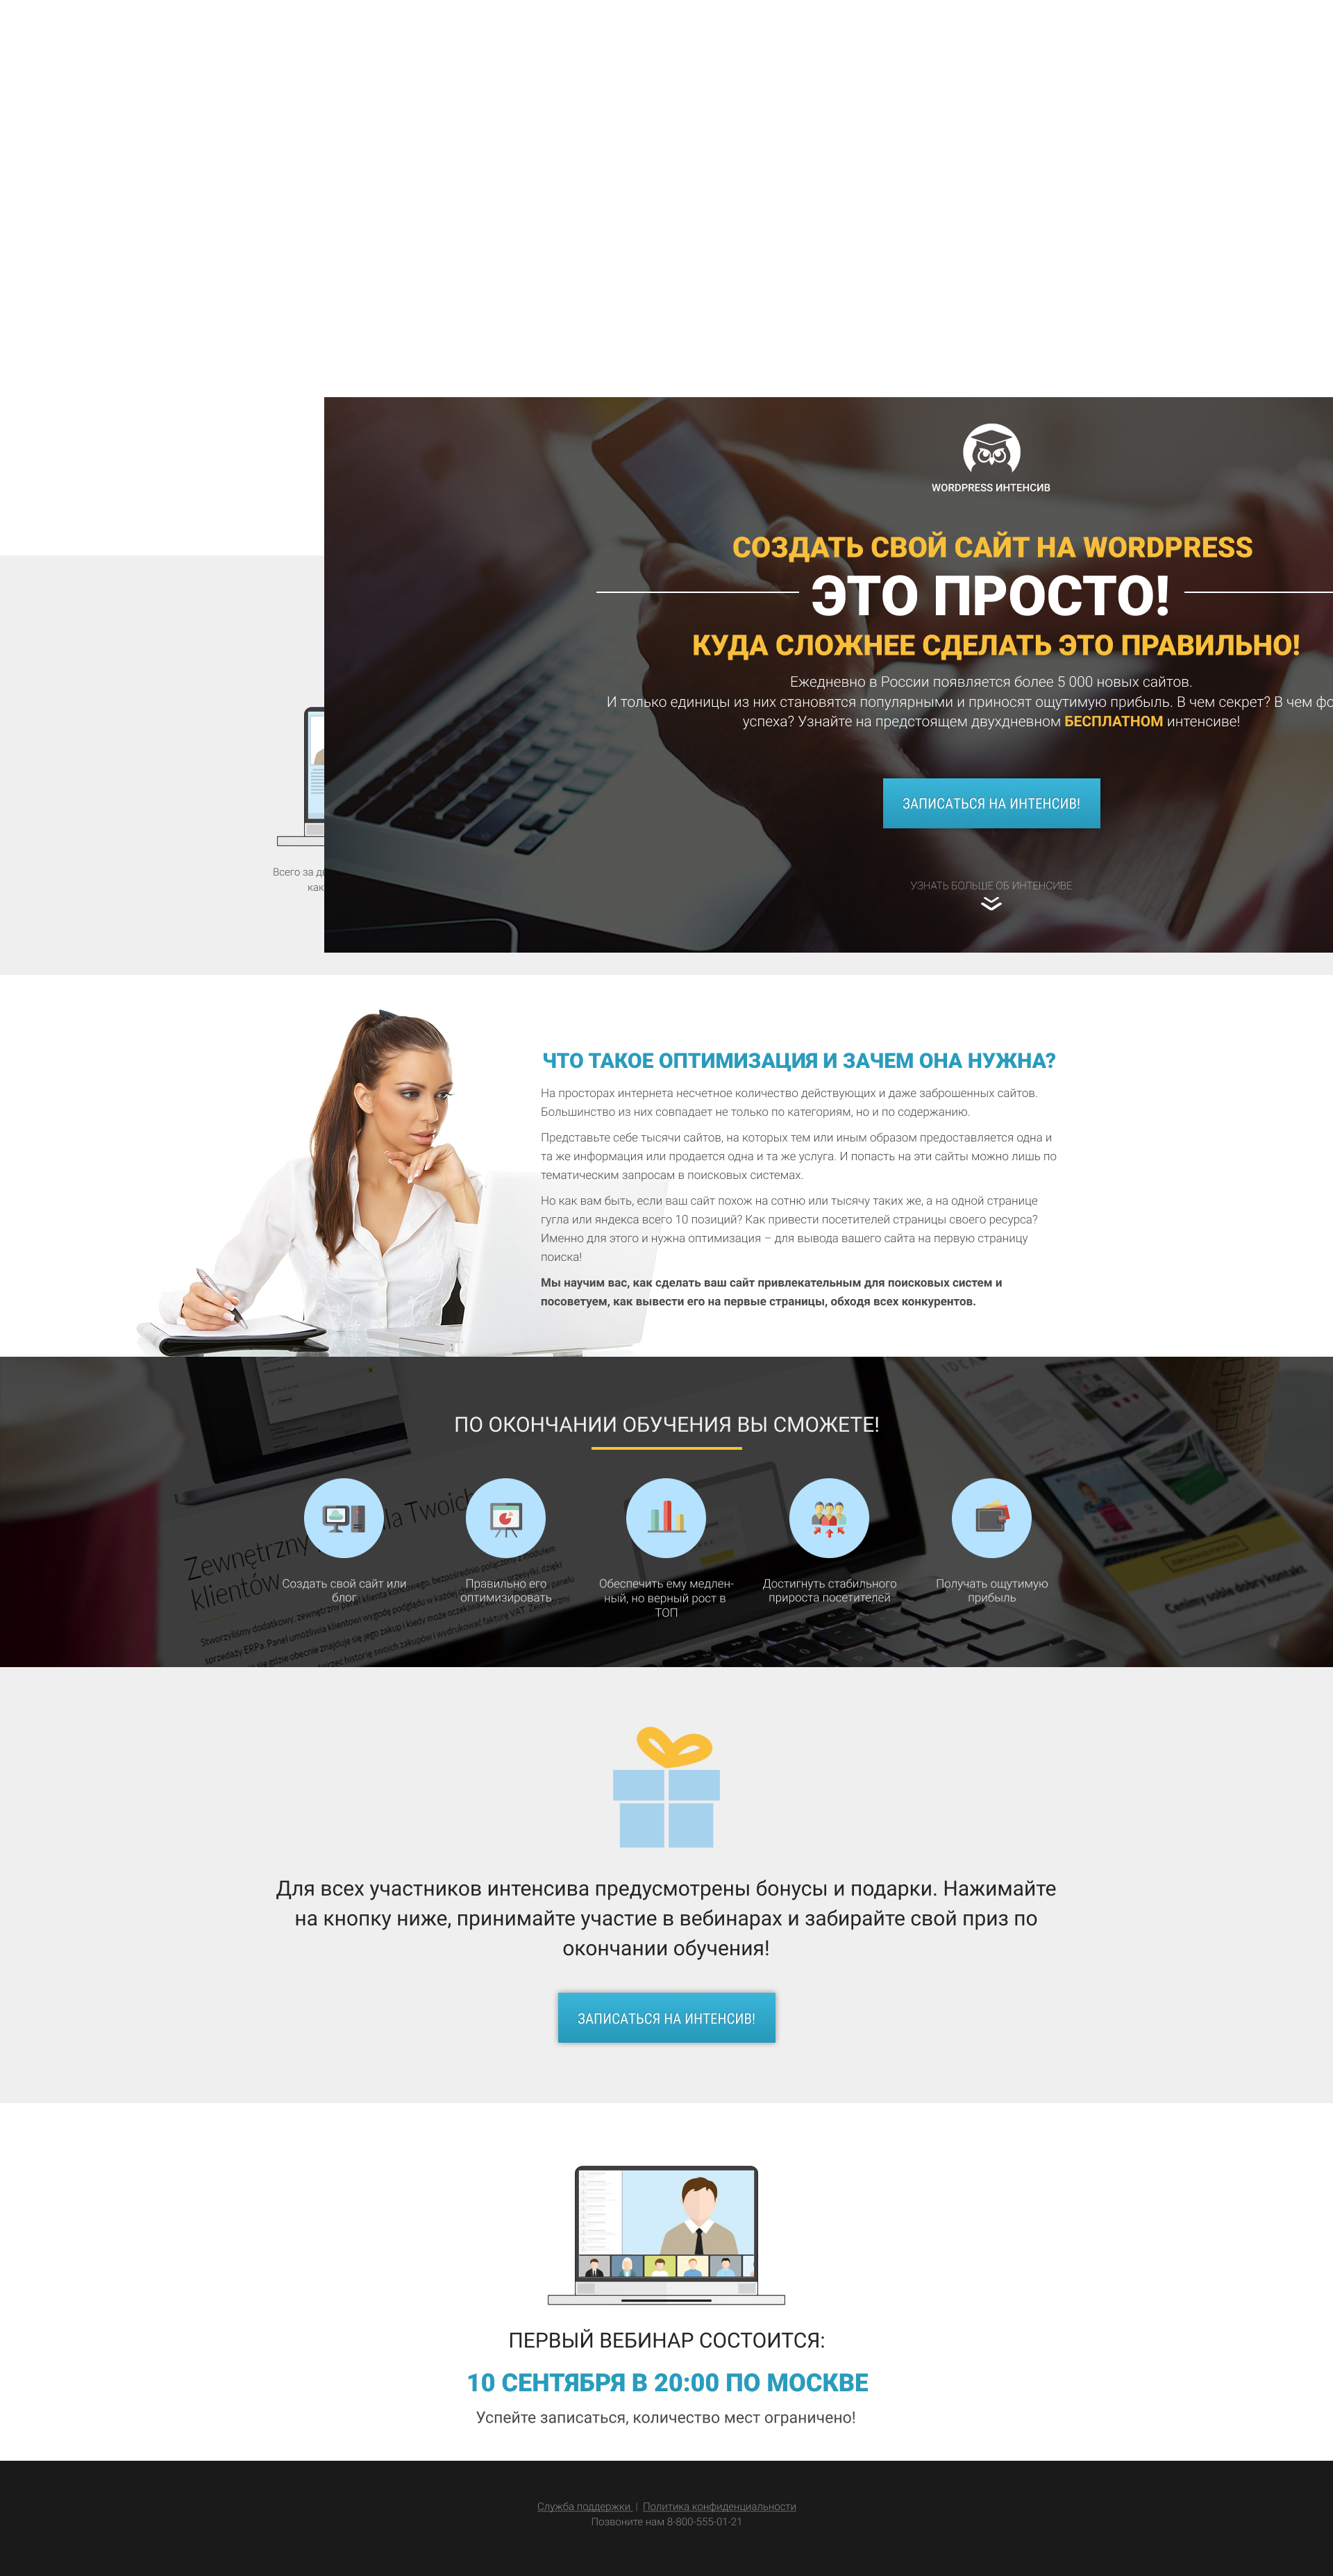 WORDPRESS ИНТЕНСИВ
СОЗДАТЬ СВОЙ САЙТ НА WORDPRESS
ЭТО ПРОСТО!
КУДА СЛОЖНЕЕ СДЕЛАТЬ ЭТО ПРАВИЛЬНО!
Ежедневно в России появляется более 5 000 новых сайтов.
И только единицы из них становятся популярными и приносят ощутимую прибыль. В чем секрет? В чем
успеха? Узнайте на предстоящем двухдневном БЕСПЛАТНОМ интенсиве!
ЗАПИСАТЬСЯ НА ИНТЕНСИВ!
Всего за
УЗНАТЬ БОЛЬШЕ ОБ ИНТЕНСИВЕ
ЧТО ТАКОЕ ОПТИМИЗАЦИЯ И ЗАЧЕМ ОНА НУЖНА?
На просторах интернета несчетное количество действующих и даже заброшенных сайтов.
Большинство из них совпадает не только по категориям, но и по содержанию.
Представьте себе тысячи сайтов, на которых тем или иным образом предоставляется одна и
та же информация или продается одна и та же услуга. И попасть на эти сайты можно лишь по
тематическим запросам в поисковых системах.
Но как вам быть, если ваш сайт похож на сотню или тысячу таких же, а на одной странице
гугла или яндекса всего 10 позиций? Как привести посетителей страницы своего ресурса?
Именно для этого и нужна оптимизация – для вывода вашего сайта на первую страницу
поиска!
Мы научим вас, как сделать ваш сайт привлекательным для поисковых систем и
посоветуем, как вывести его на первые страницы, обходя всех конкурентов.
ПО ОКОНЧАНИИ ОБУЧЕНИЯ ВЫ СМОЖЕТЕ!
Zewnętrzny
la Twoich
klientów
Создать свой сайт или
блог
Правильно его
оптимизировать
Обеспечить ему медлен-
ный, но верный рост в
ТОП
Достигнуть стабильного
прироста посетителей
Получать ощутимую
прибыль
Для всех участников интенсива предусмотрены бонусы и подарки. Нажимайте
на кнопку ниже, принимайте участие в вебинарах и забирайте свой приз по
окончании обучения!
ЗАПИСАТЬСЯ НА ИНТЕНСИВ!
ПЕРВЫЙ ВЕБИНАР СОСТОИТСЯ:
10 СЕНТЯБРЯ В 20:00 ПО МОСКВЕ
Успейте записаться, количество мест ограничено!
Служба поддержки | Политика конфиденциальности
Позвоните нам 8-800-555-01-21